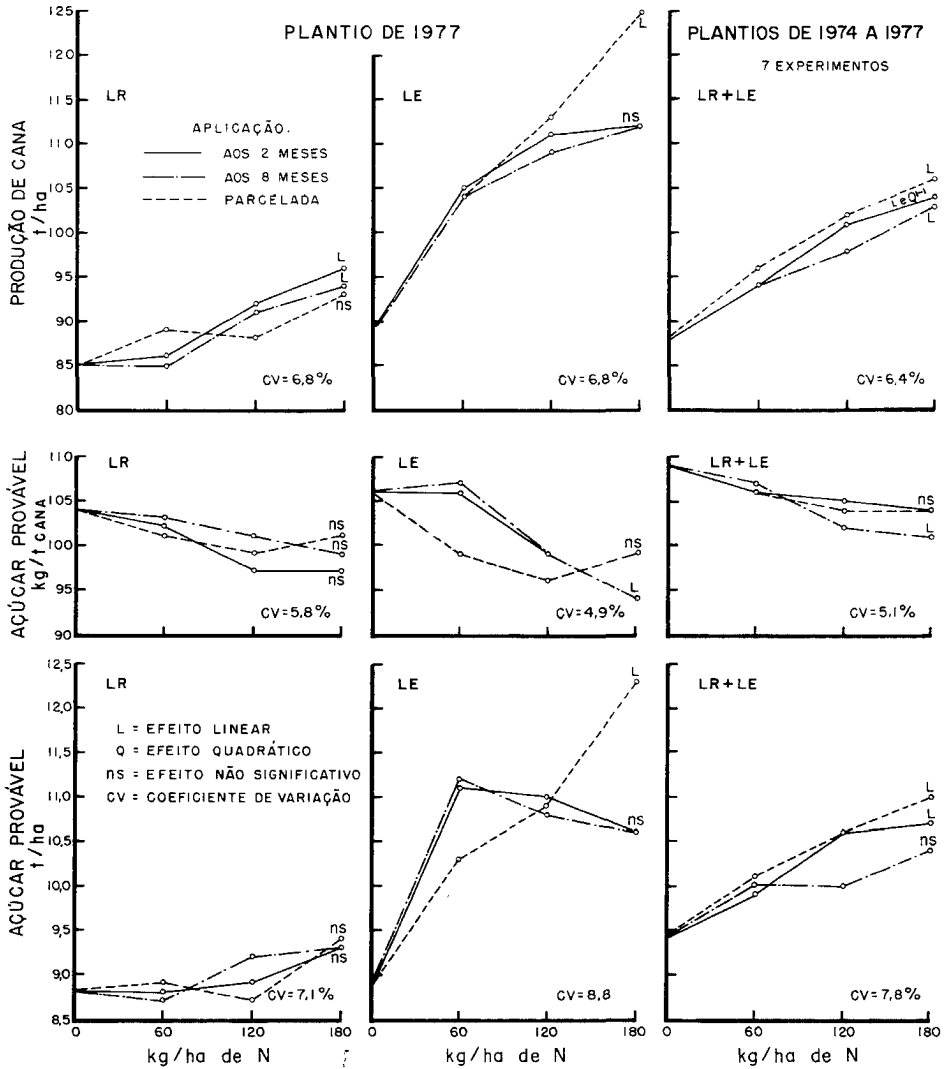 PLANTIO DE 1977
PLANTIOS DE 1974 A 1977
7 EXPERIMENTOS
PRODUÇÃO DE CANA
t/ha
125
120
115
110
105
100
95
90
85
80
LR
APLICAÇÃO.
AOS 2 MESES
AOS 8 MESES
PARCELADA
L
L
ns
CV=6,8%
LE
L
ns
CV=6,8%
LR+LE
L
L e Q
L
CV=6,4%
AÇÚCAR PROVÁVEL
kg/t CANA
110
105
100
95
90
LR
ns
ns
ns
CV=5,8%
LE
ns
L
CV=4,9%
LR+LE
ns
L
CV=5,1%
AÇÚCAR PROVÁVEL
t/ha
12,5
12,0
11,5
11,0
10,5
10,0
9,5
9,0
8,5
LR
L = EFEITO LINEAR
Q = EFEITO QUADRÁTICO
ns = EFEITO NÃO SIGNIFICATIVO
CV = COEFICIENTE DE VARIAÇÃO
ns
ns
CV=7,1%
LE
L
ns
CV=8,8
LR+LE
L
L
ns
CV=7,8%
0 60 120 180
0 60 120 180
0 60 120 180
kg/ha de N
kg/ha de N
kg/ha de N